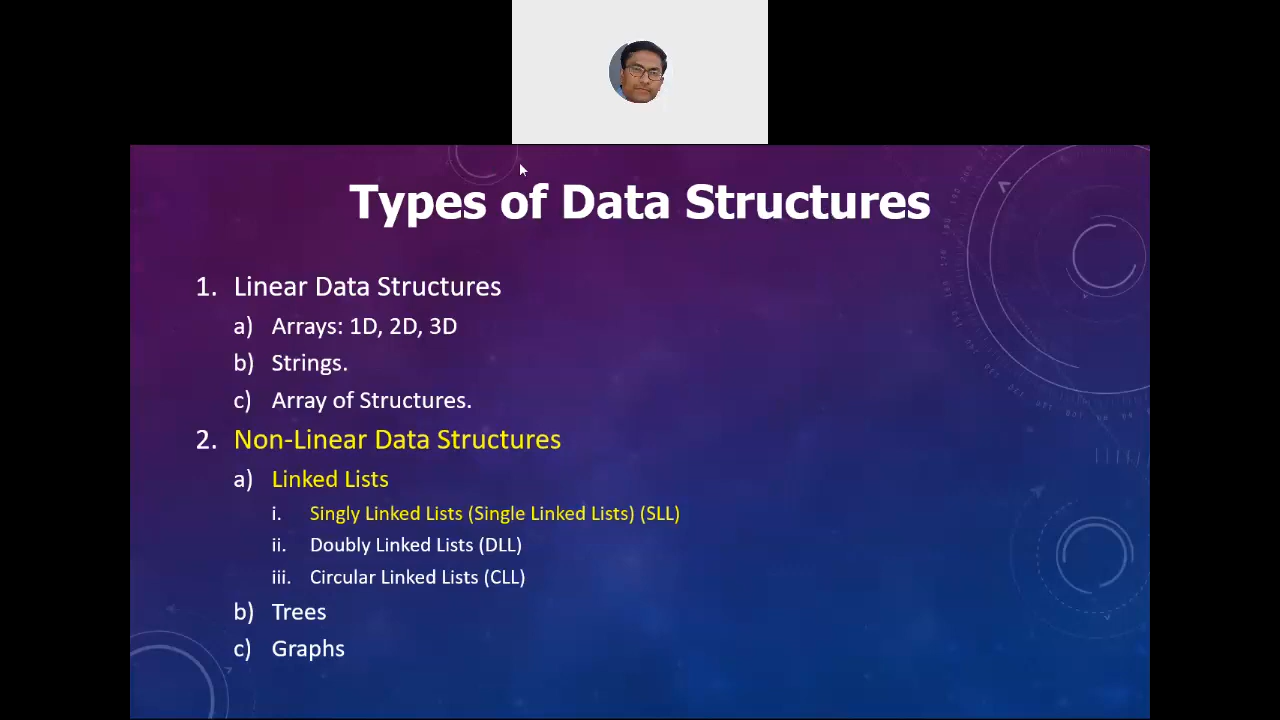 Types of Data Structures
1. Linear Data Structures
a) Arrays: 1D, 2D, 3D
b) Strings.
c) Array of Structures.
2. Non-Linear Data Structures
a) Linked Lists
i. Singly Linked Lists (Single Linked Lists) (SLL)
ii. Doubly Linked Lists (DLL)
iii. Circular Linked Lists (CLL)
b) Trees
c) Graphs